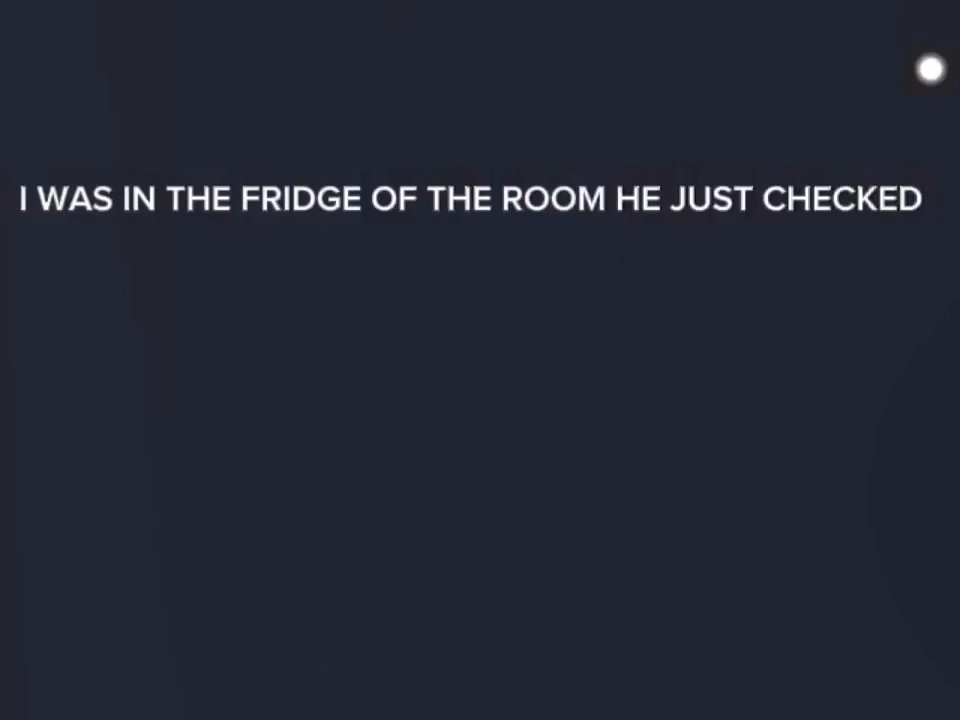 I WAS IN THE FRIDGE OF THE ROOM HE JUST CHECKED